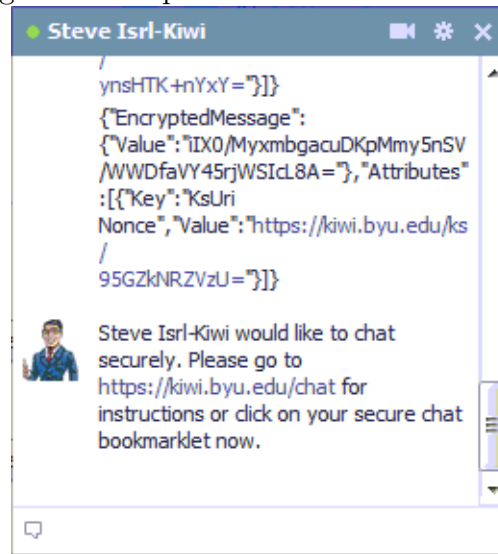 Steve Isrl-Kiwi
/
ynsHTK+nYxY="}]}
{"EncryptedMessage":
{"Value":"iIX0/MyxmbgacuDKpMmy5nSV
/WWDfaVY45rjWSIcL8A="},"Attributes"
:[{"Key":"KsUri
Nonce","Value":"https://kiwi.byu.edu/ks
/
95GZkNRZVzU="}]}
Steve Isrl-Kiwi would like to chat
securely. Please go to
https://kiwi.byu.edu/chat for
instructions or click on your secure chat
bookmarklet now.